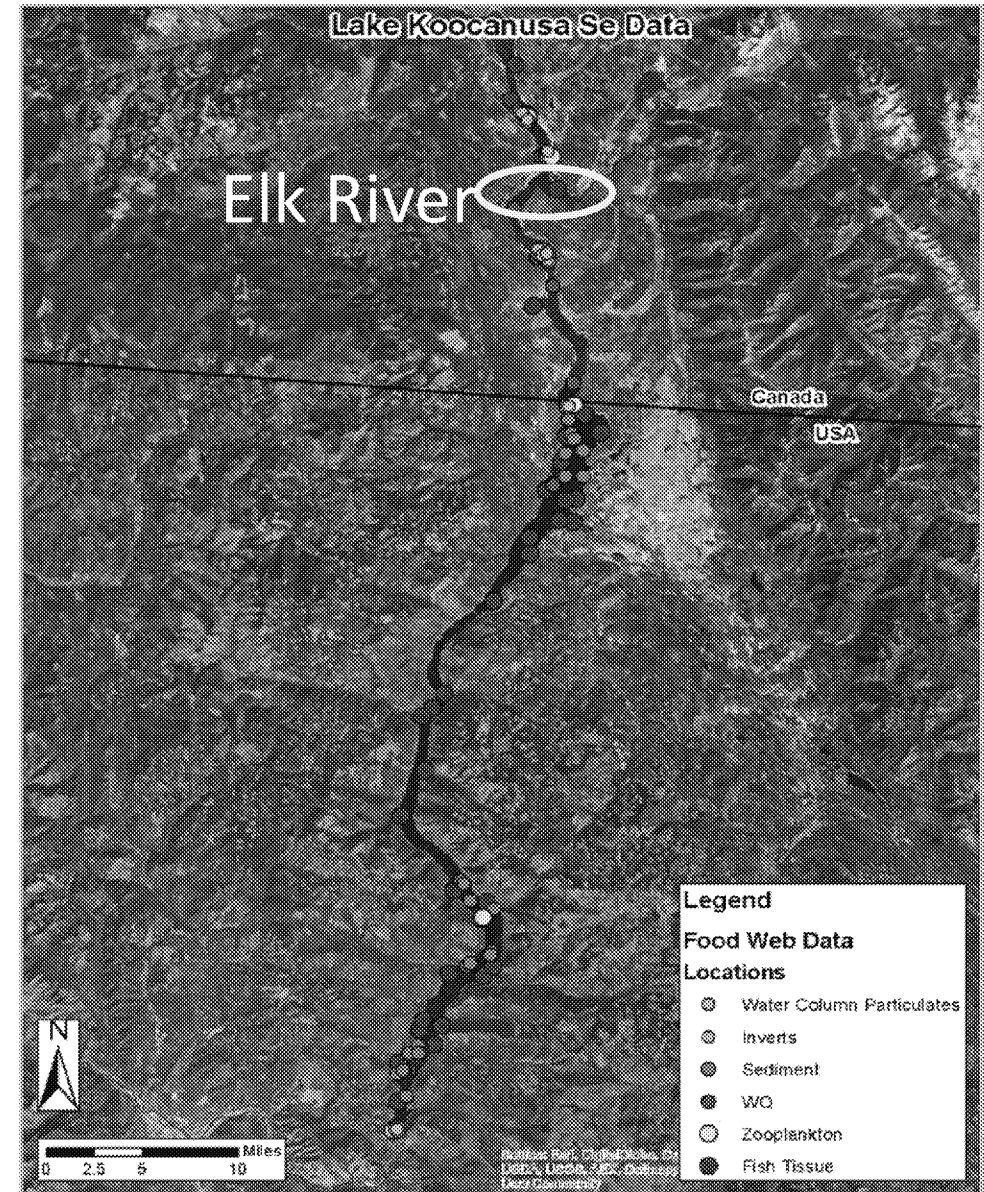 Lake Koocanusa Se Data
Elk River
Canada
USA
Legend
Food Web Data
Locations
Water Column Particulates
Inverts
Sediment
WQ
Zooplankton
Fish Tissue
N
Miles
0 2.5 5 10